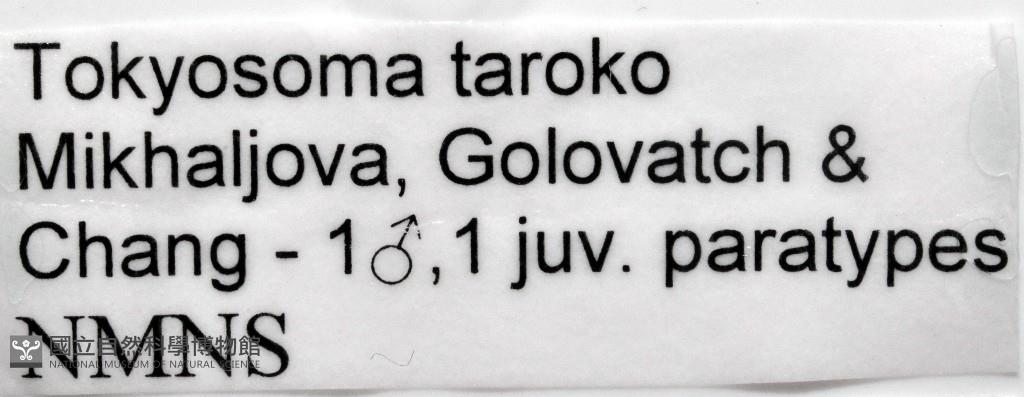 Tokyosoma taroko
Mikhaljova, Golovatch &
Chang - 1♂,1 juv. paratypes
NMNS
國立自然科學博物館
NATIONAL MUSEUM OF NATURAL SCIENCE